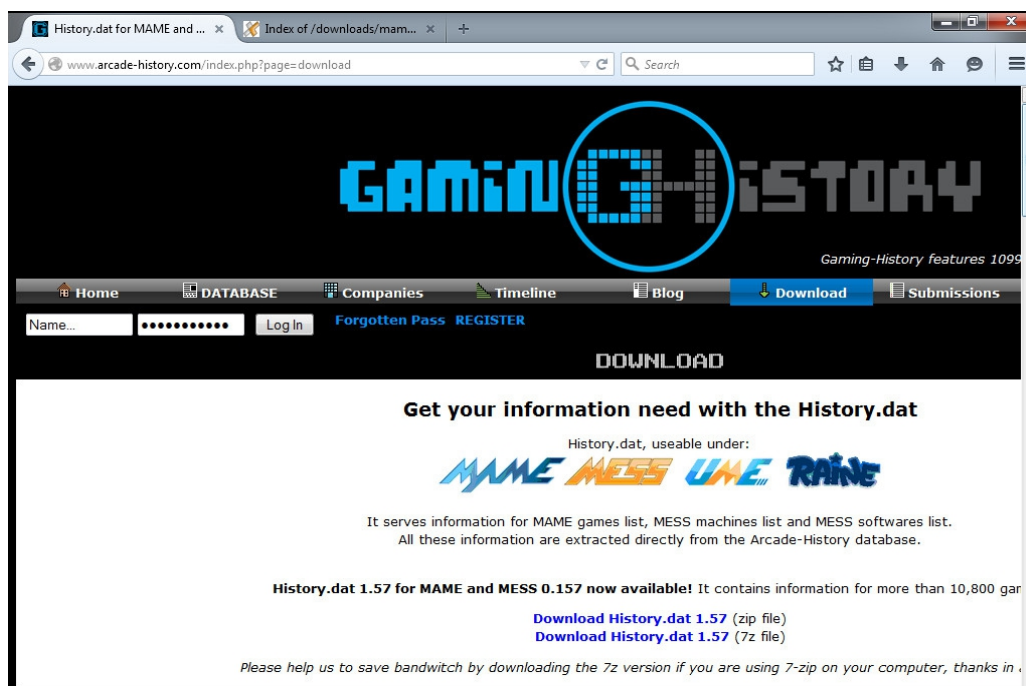 History.dat for MAME and ...
Index of /downloads/mam...
www.arcade-history.com/index.php?page=download
Search
GAMiNGHiSTORY
Gaming-History features 1099
Home DATABASE Companies Timeline Blog Download Submissions
Name... Log In Forgotten Pass REGISTER
DOWNLOAD
Get your information need with the History.dat
History.dat, useable under:
MAME MESS UME... RAiNE
It serves information for MAME games list, MESS machines list and MESS softwares list.
All these information are extracted directly from the Arcade-History database.
History.dat 1.57 for MAME and MESS 0.157 now available! It contains information for more than 10,800 gar
Download History.dat 1.57 (zip file)
Download History.dat 1.57 (7z file)
Please help us to save bandwitch by downloading the 7z version if you are using 7-zip on your computer, thanks in